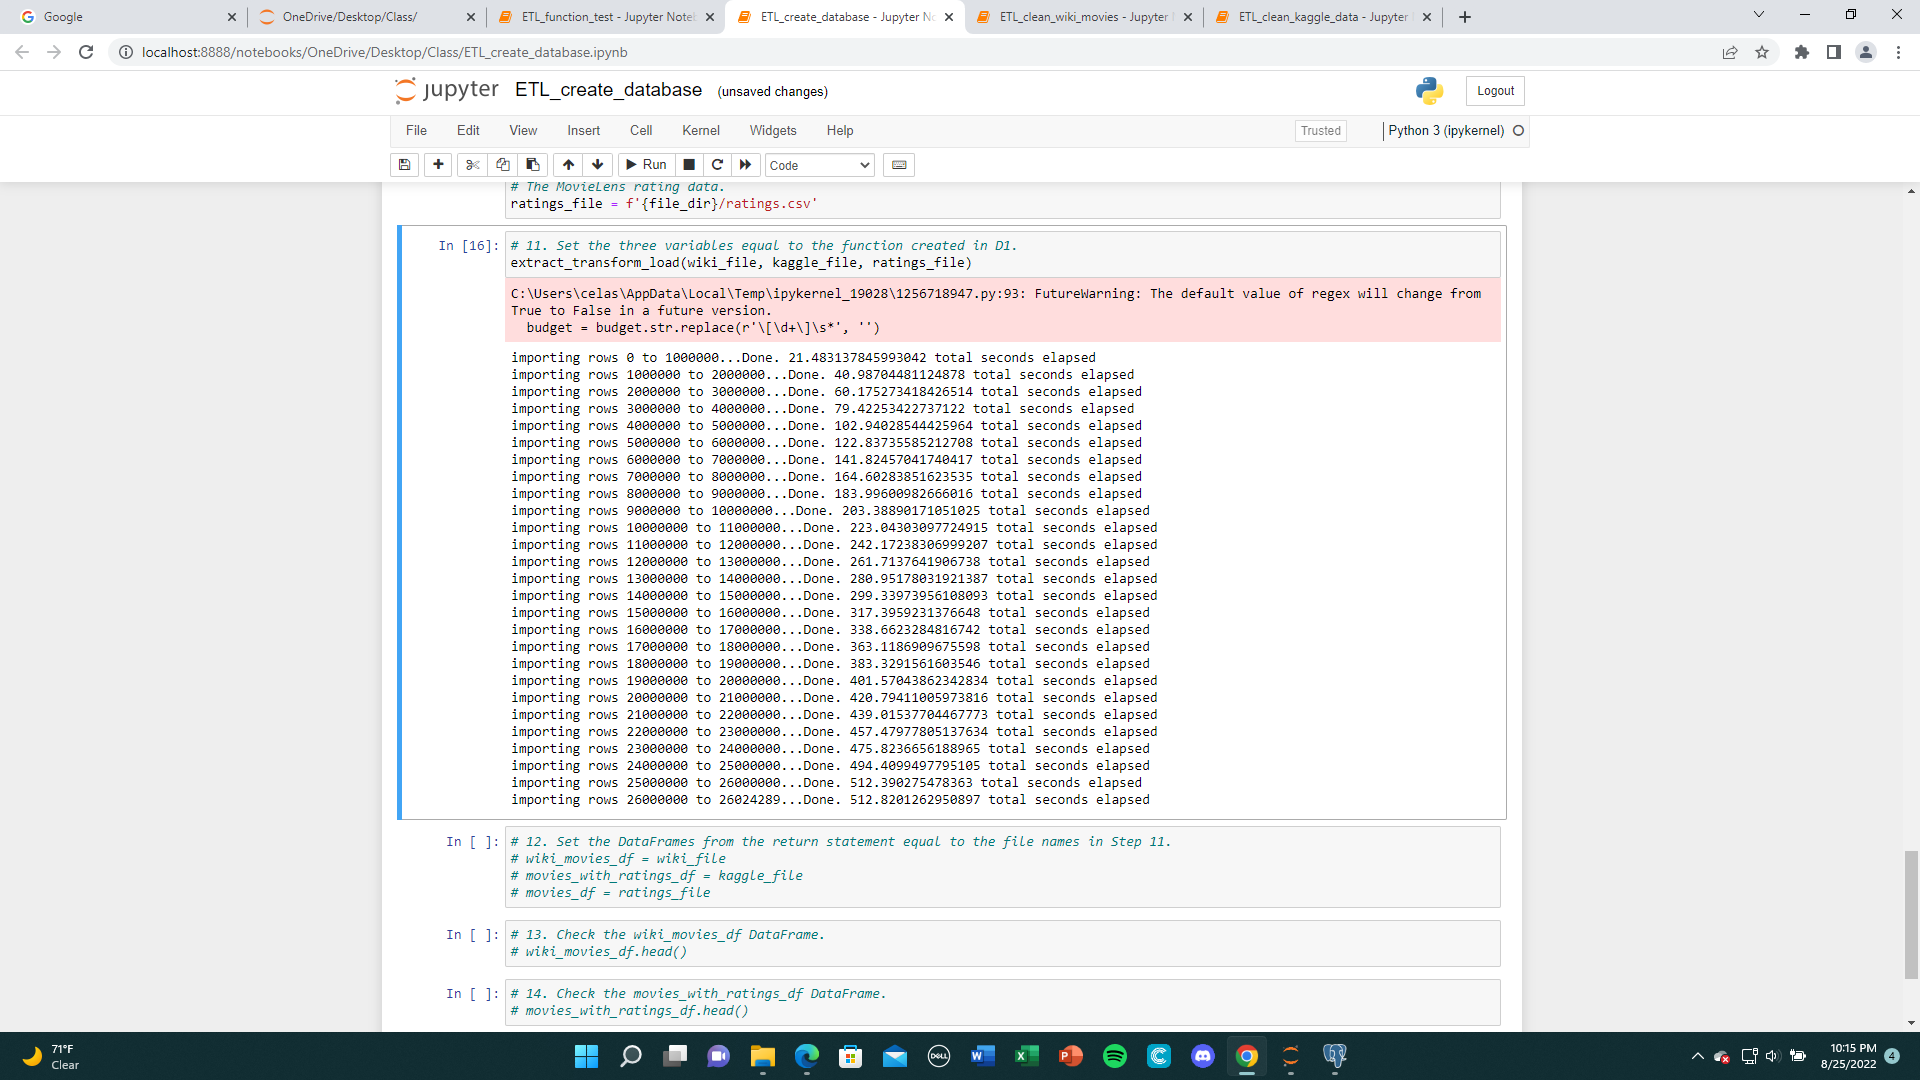 Google
OneDrive/Desktop/Class/
ETL_function_test - Jupyter Note
ETL_create_database - Jupyter N
ETL_clean_wiki_movies - Jupyter
ETL_clean_kaggle_data - Jupyter
localhost:8888/notebooks/OneDrive/Desktop/Class/ETL_create_database.ipynb
jupyter ETL_create_database (unsaved changes)
Logout
File Edit View Insert Cell Kernel Widgets Help
Trusted
Python 3 (ipykernel)
Run
Code
# The MovieLens rating data.
ratings_file = f'{file_dir}/ratings.csv'
In [16]: # 11. Set the three variables equal to the function created in D1.
extract_transform_load(wiki_file, kaggle_file, ratings_file)
C:\Users\celas\AppData\Local\Temp\ipykernel_19028\1256718947.py:93: FutureWarning: The default value of regex will change from
True to False in a future version.
budget = budget.str.replace(r'\[\d+\]\s*', '')
importing rows 0 to 1000000...Done. 21.483137845993042 total seconds elapsed
importing rows 1000000 to 2000000...Done. 40.98704481124878 total seconds elapsed
importing rows 2000000 to 3000000...Done. 60.175273418426514 total seconds elapsed
importing rows 3000000 to 4000000...Done. 79.42253422737122 total seconds elapsed
importing rows 4000000 to 5000000...Done. 102.94028544425964 total seconds elapsed
importing rows 5000000 to 6000000...Done. 122.83735585212708 total seconds elapsed
importing rows 6000000 to 7000000...Done. 141.82457041740417 total seconds elapsed
importing rows 7000000 to 8000000...Done. 164.60283851623535 total seconds elapsed
importing rows 8000000 to 9000000...Done. 183.99600982666016 total seconds elapsed
importing rows 9000000 to 10000000...Done. 203.38890171051025 total seconds elapsed
importing rows 10000000 to 11000000...Done. 223.04303097724915 total seconds elapsed
importing rows 11000000 to 12000000...Done. 242.17238306999207 total seconds elapsed
importing rows 12000000 to 13000000...Done. 261.7137641906738 total seconds elapsed
importing rows 13000000 to 14000000...Done. 280.95178031921387 total seconds elapsed
importing rows 14000000 to 15000000...Done. 299.33973956108093 total seconds elapsed
importing rows 15000000 to 16000000...Done. 317.3959231376648 total seconds elapsed
importing rows 16000000 to 17000000...Done. 338.6623284816742 total seconds elapsed
importing rows 17000000 to 18000000...Done. 363.1186909675598 total seconds elapsed
importing rows 18000000 to 19000000...Done. 383.3291561603546 total seconds elapsed
importing rows 19000000 to 20000000...Done. 401.57043862342834 total seconds elapsed
importing rows 20000000 to 21000000...Done. 420.79411005973816 total seconds elapsed
importing rows 21000000 to 22000000...Done. 439.01537704467773 total seconds elapsed
importing rows 22000000 to 23000000...Done. 457.47977805137634 total seconds elapsed
importing rows 23000000 to 24000000...Done. 475.8236656188965 total seconds elapsed
importing rows 24000000 to 25000000...Done. 494.4099497795105 total seconds elapsed
importing rows 25000000 to 26000000...Done. 512.390275478363 total seconds elapsed
importing rows 26000000 to 26024289...Done. 512.8201262950897 total seconds elapsed
In [ ]: # 12. Set the DataFrames from the return statement equal to the file names in Step 11.
# wiki_movies_df = wiki_file
# movies_with_ratings_df = kaggle_file
# movies_df = ratings_file
In [ ]: # 13. Check the wiki_movies_df DataFrame.
# wiki_movies_df.head()
In [ ]: # 14. Check the movies_with_ratings_df DataFrame.
# movies_with_ratings_df.head()
71°F
Clear
DELL
10:15 PM
8/25/2022
4